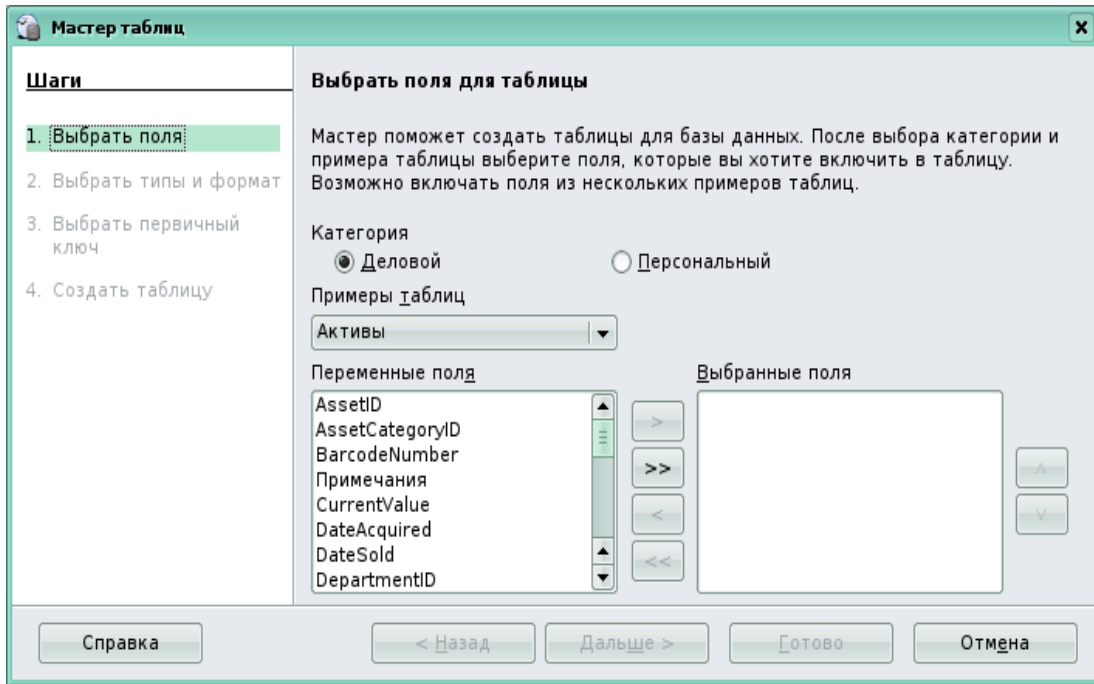 Мастер таблиц
Шаги
1. Выбрать поля
2. Выбрать типы и формат
3. Выбрать первичный
ключ
4. Создать таблицу
Выбрать поля для таблицы
Мастер поможет создать таблицы для базы данных. После выбора категории и
примера таблицы выберите поля, которые вы хотите включить в таблицу.
Возможно включать поля из нескольких примеров таблиц.
Категория
Деловой
Персональный
Примеры таблиц
Активы
Переменные поля
AssetID
AssetCategoryID
BarcodeNumber
Примечания
CurrentValue
DateAcquired
DateSold
DepartmentID
>
>>
<
<<
Выбранные поля
Справка
< Назад
Дальше >
Готово
Отмена